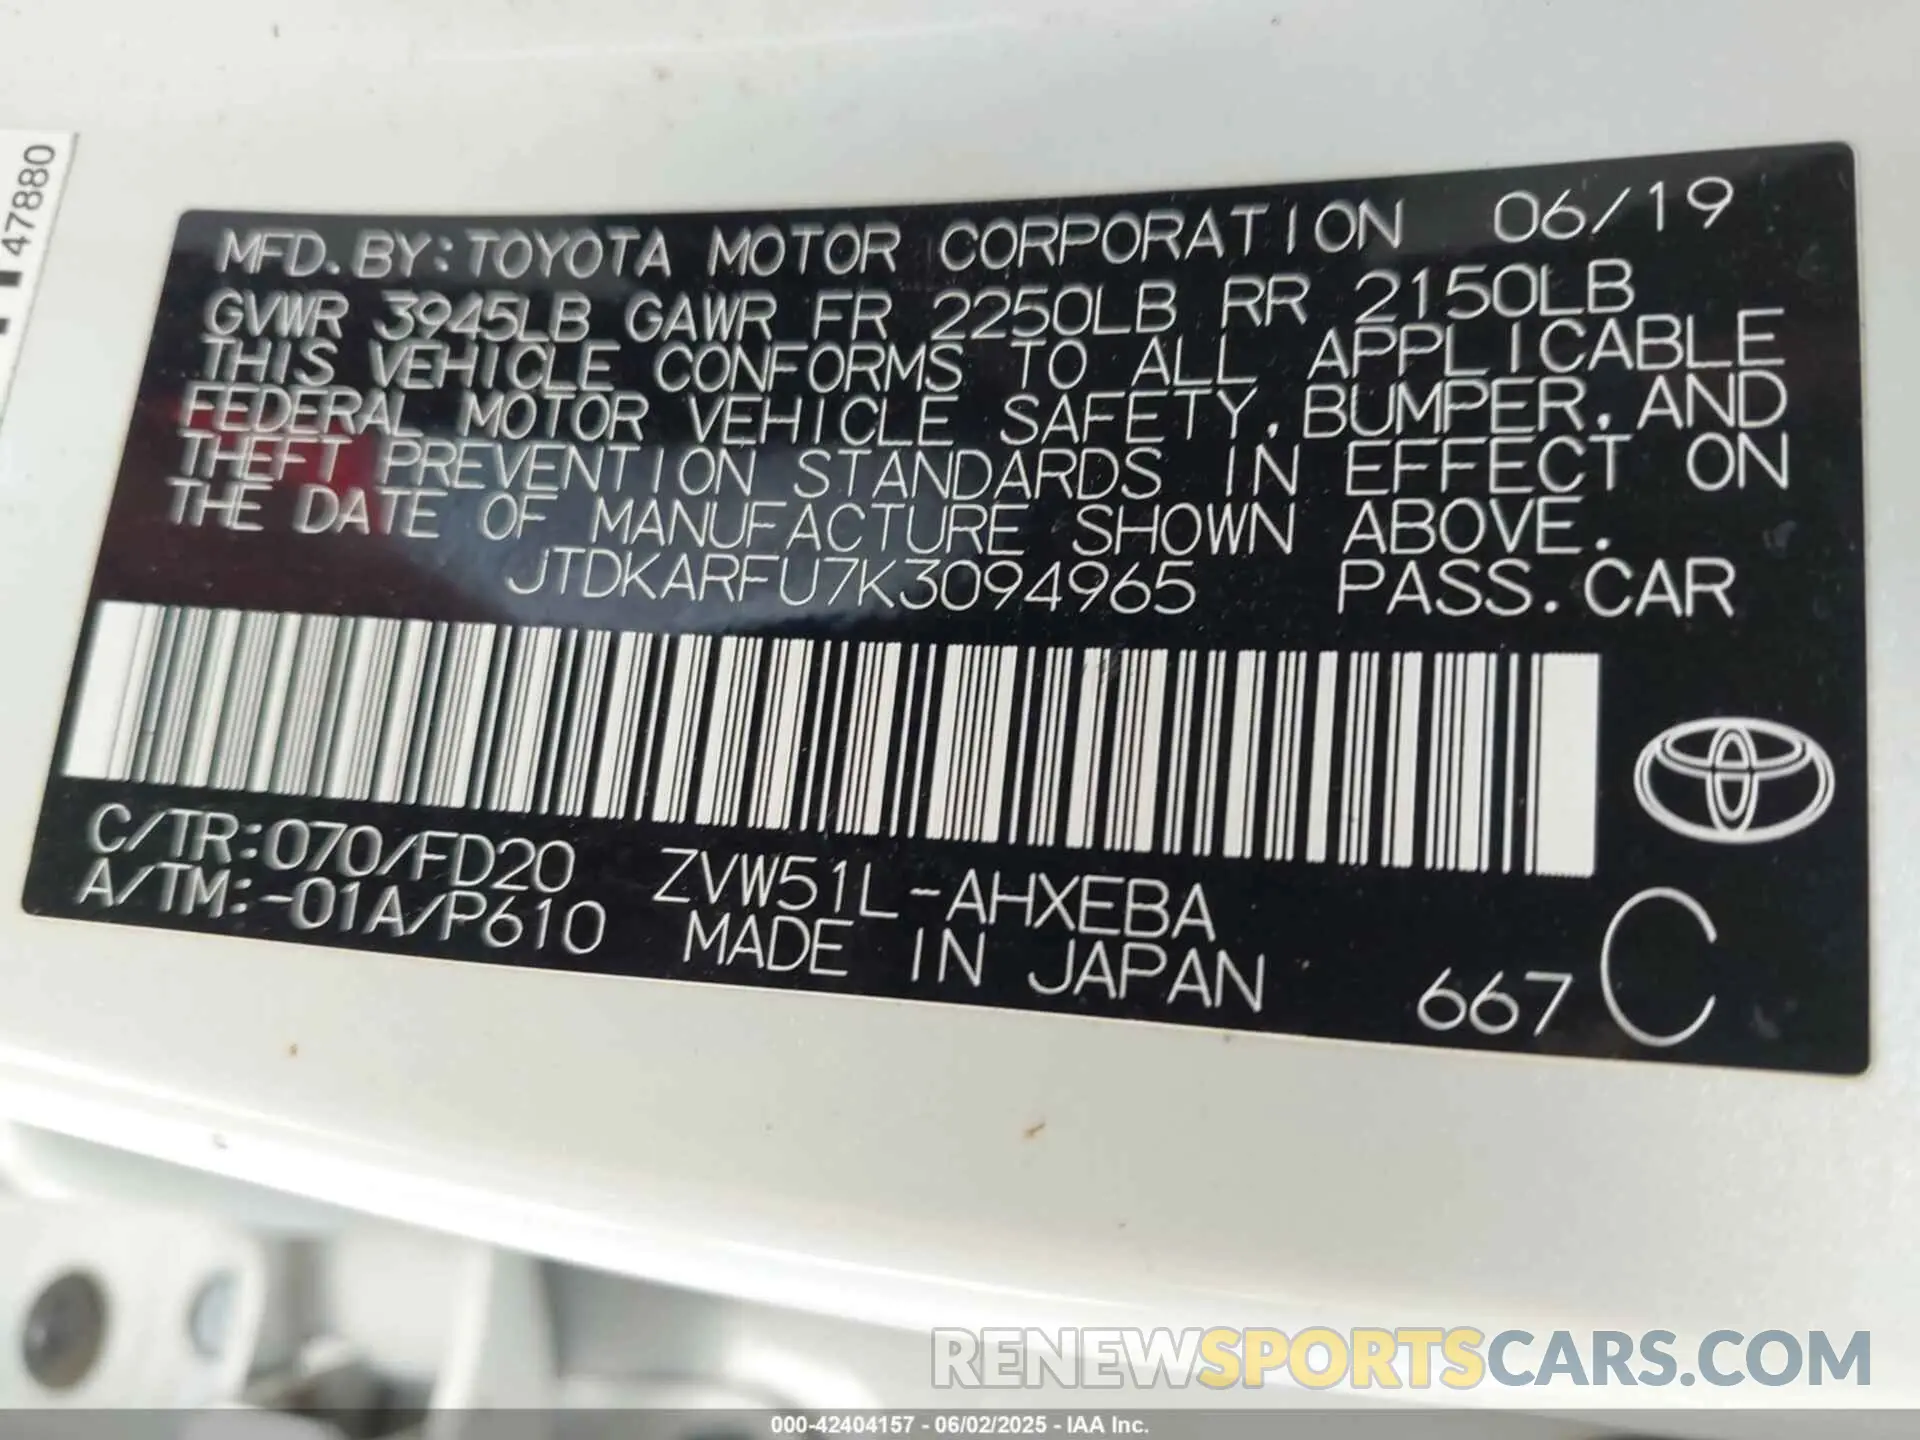 47880
MFD. BY: TOYOTA MOTOR CORPORATION 06/19
GVWR 3945LB GAWR FR 2250LB RR 2150LB
THIS VEHICLE CONFORMS TO ALL APPLICABLE
FEDERAL MOTOR VEHICLE SAFETY, BUMPER, AND
THEFT PREVENTION STANDARDS IN EFFECT ON
THE DATE OF MANUFACTURE SHOWN ABOVE.
JTDKARFU7K3094965 PASS. CAR
C/TR:070/FD20 ZVW51L-AHXEBA
A/TM:-01A/P610 MADE IN JAPAN 667 C
RENEWSPORTSCARS.COM
000-42404157 - 06/02/2025 - IAA Inc.